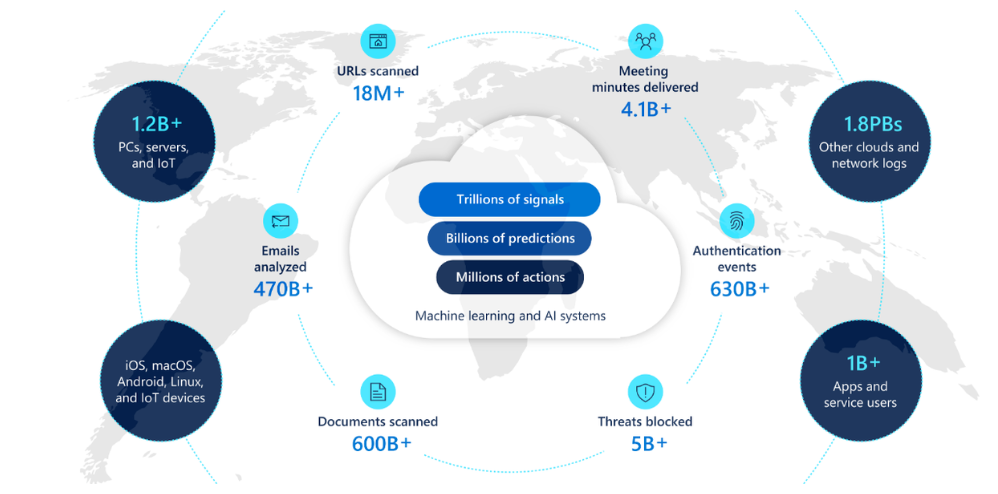 URLs scanned
18M+
Meeting
minutes delivered
4.1B+
1.2B+
PCs, servers,
and IoT
1.8PBs
Other clouds and
network logs
Trillions of signals
Billions of predictions
Millions of actions
Machine learning and AI systems
Emails
analyzed
470B+
Authentication
events
630B+
iOS, macOS,
Android, Linux,
and IoT devices
1B+
Apps and
service users
Documents scanned
600B+
Threats blocked
5B+